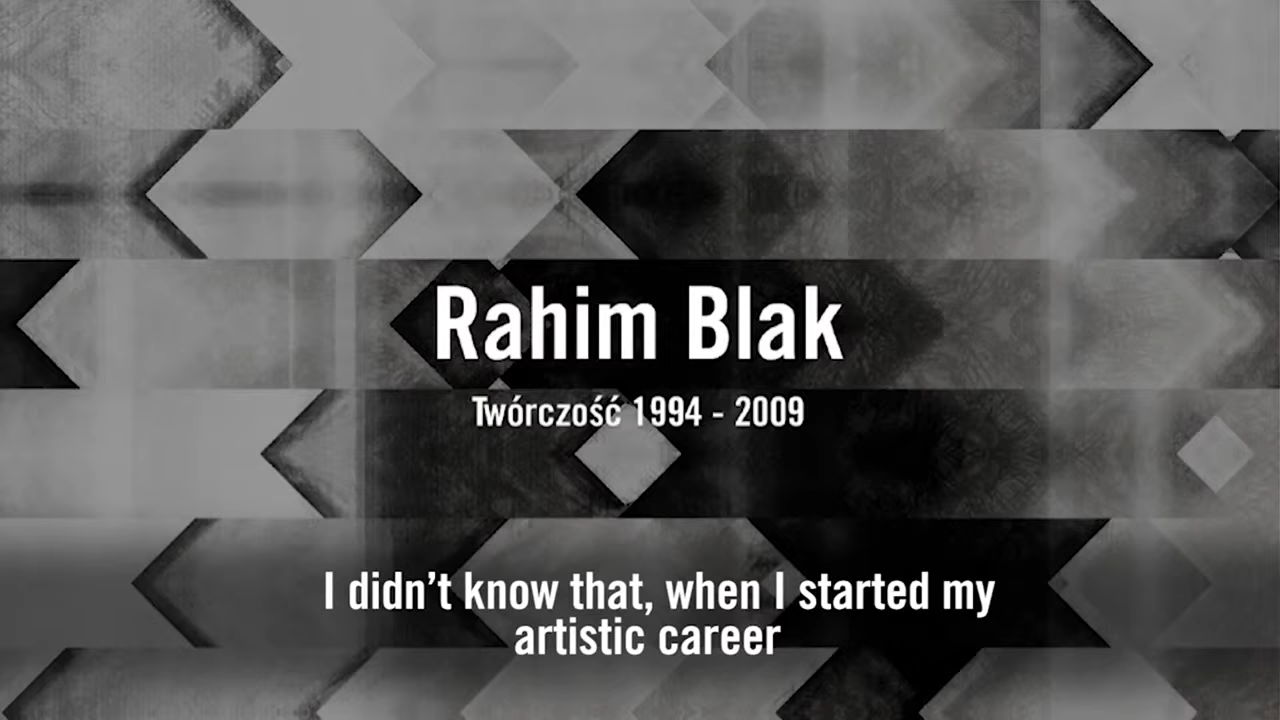 Rahim Blak
Twórczość 1994 - 2009
I didn’t know that, when I started my
artistic career